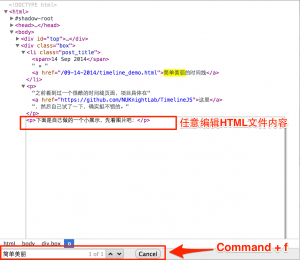 <!DOCTYPE html>
▼<html>
▶#shadow-root
▶<head>…</head>
▼<body>
▶<div id="top">…</div>
▼<div class="box">
▼<li class="post_title">
<span>14 Sep 2014</span>
" • "
<a href="/09-14-2014/timeline_demo.html">简单美丽的时间线</a>
</li>
▼<p>
"之前看到过一个很酷的时间线页面，项目具体在"
<a href="https://github.com/NUKnightLab/TimelineJS">这里</a>
"，然后自己试了一下，确实挺不错的。"
</p>
<p>下面是自己做的一个小展示，先看图片吧：</p>
任意编辑HTML文件内容
html body div.box p
Command + f
简单美丽 1 of 1 Cancel